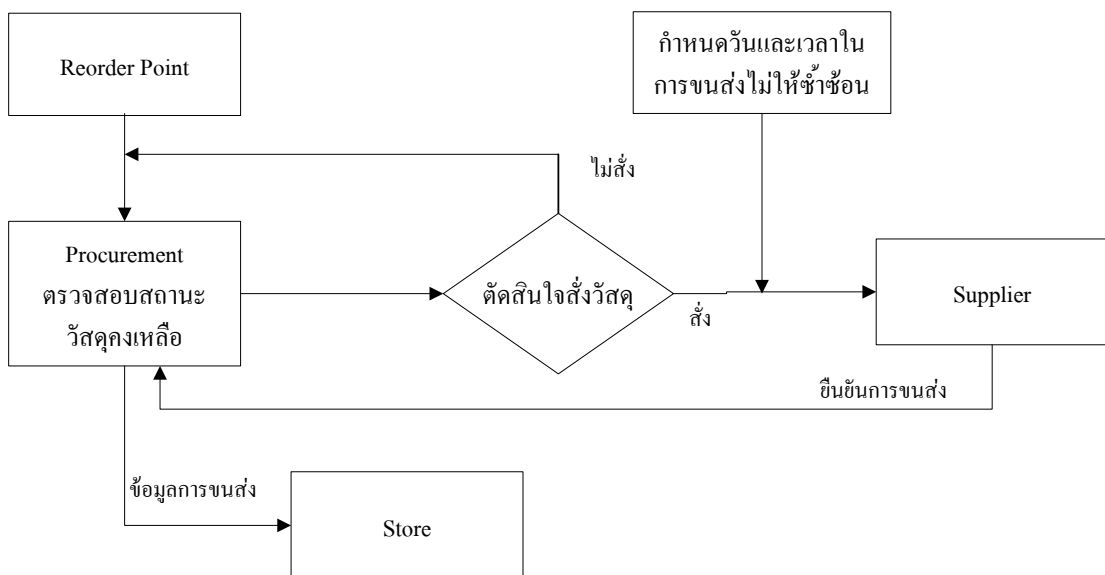 Reorder Point
กำหนดวันและเวลาใน
การขนส่งไม่ให้ซ้ำซ้อน
ไม่สั่ง
Procurement
ตรวจสอบสถานะ
วัสดุคงเหลือ
ตัดสินใจสั่งวัสดุ
สั่ง
Supplier
ยืนยันการขนส่ง
ข้อมูลการขนส่ง
Store